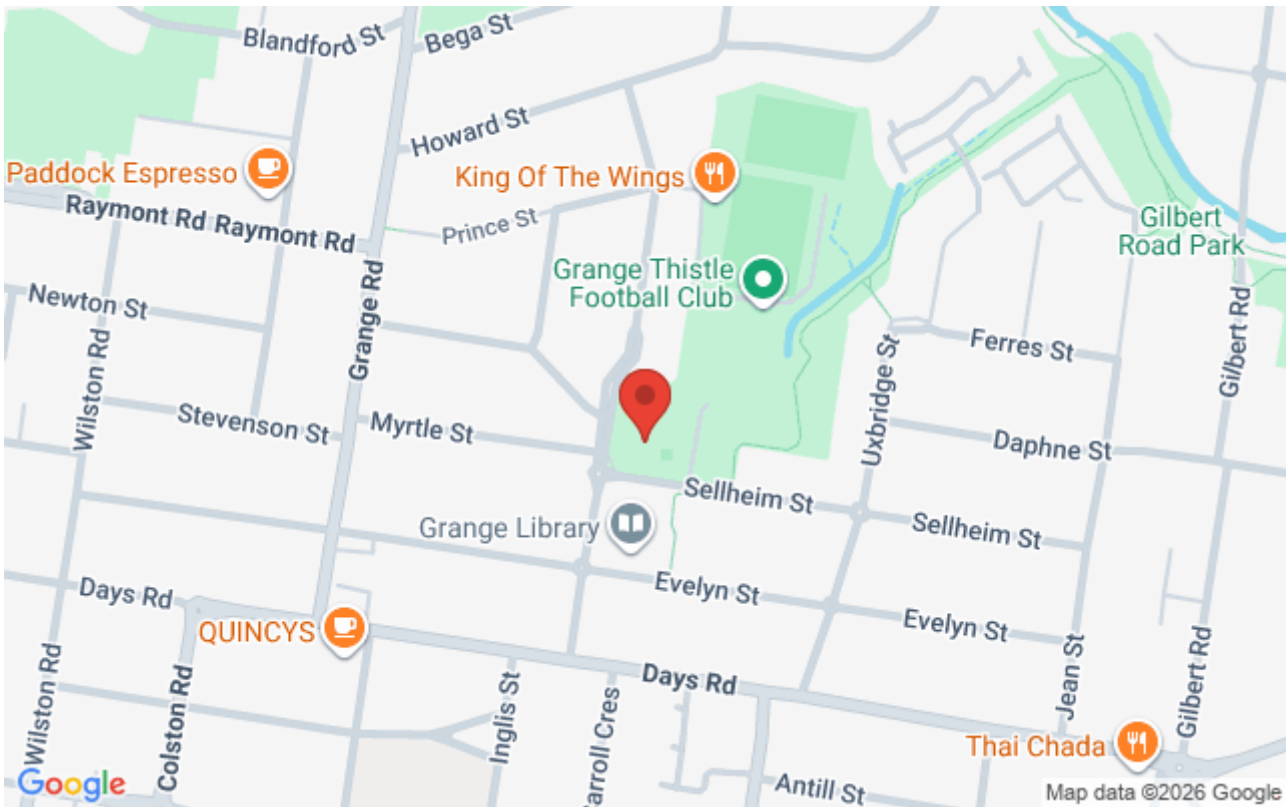 Blandford St
Bega St
Howard St
Paddock Espresso
King Of The Wings
Raymont Rd Raymont Rd
Prince St
Gilbert
Road Park
Grange Thistle
Football Club
Newton St
Grange Rd
Wilston Rd
Ferres St
Gilbert Rd
Uxbridge St
Stevenson St
Myrtle St
Daphne St
Sellheim St
Sellheim St
Grange Library
Evelyn St
Evelyn St
Days Rd
QUINCYS
Days Rd
Jean St
Gilbert Rd
Wilston Rd
Colston Rd
Inglis St
Carroll Cres
Thai Chada
Antill St
Google
Map data ©2026 Google